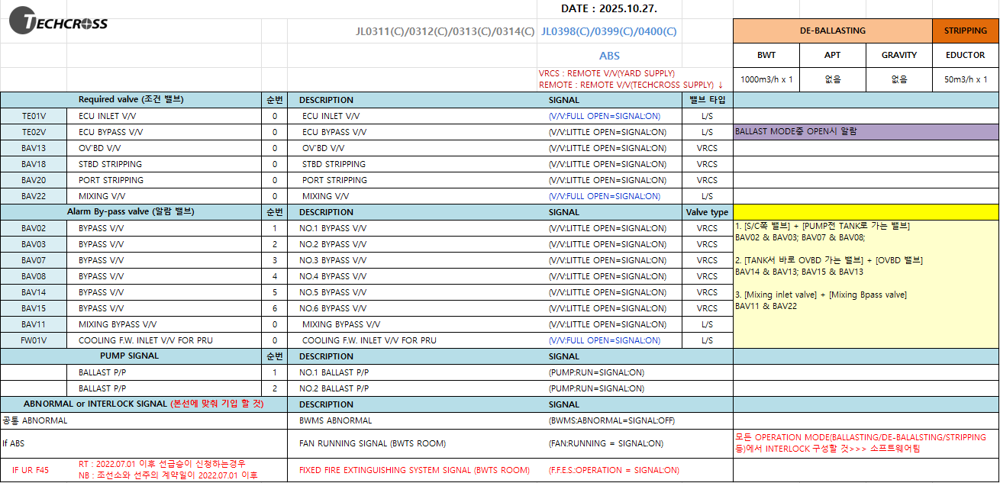 TECHCROSS
DATE : 2025.10.27.
JL0311(C)/0312(C)/0313(C)/0314(C) JL0398(C)/0399(C)/0400(C)
DE-BALLASTING STRIPPING
ABS
BWT APT GRAVITY EDUCTOR
VRCS : REMOTE V/V(YARD SUPPLY)
REMOTE : REMOTE V/V(TECHCROSS SUPPLY) ↓
1000m3/h x 1 없음 없음 50m3/h x 1
Required valve (조건 밸브) 순번 DESCRIPTION SIGNAL 밸브 타입
TE01V ECU INLET V/V 0 ECU INLET V/V (V/V:FULL OPEN=SIGNAL:ON) L/S
TE02V ECU BYPASS V/V 0 ECU BYPASS V/V (V/V:LITTLE OPEN=SIGNAL:ON) L/S BALLAST MODE중 OPEN시 알람
BAV13 OV'BD V/V 0 OV'BD V/V (V/V:LITTLE OPEN=SIGNAL:ON) VRCS
BAV18 STBD STRIPPING 0 STBD STRIPPING (V/V:LITTLE OPEN=SIGNAL:ON) VRCS
BAV20 PORT STRIPPING 0 PORT STRIPPING (V/V:LITTLE OPEN=SIGNAL:ON) VRCS
BAV22 MIXING V/V 0 MIXING V/V (V/V:FULL OPEN=SIGNAL:ON) L/S
Alarm By-pass valve (알람 밸브) 순번 DESCRIPTION SIGNAL Valve type
BAV02 BYPASS V/V 1 NO.1 BYPASS V/V (V/V:LITTLE OPEN=SIGNAL:ON) VRCS
BAV03 BYPASS V/V 2 NO.2 BYPASS V/V (V/V:LITTLE OPEN=SIGNAL:ON) VRCS
BAV07 BYPASS V/V 3 NO.3 BYPASS V/V (V/V:LITTLE OPEN=SIGNAL:ON) VRCS
BAV08 BYPASS V/V 4 NO.4 BYPASS V/V (V/V:LITTLE OPEN=SIGNAL:ON) VRCS
BAV14 BYPASS V/V 5 NO.5 BYPASS V/V (V/V:LITTLE OPEN=SIGNAL:ON) VRCS
BAV15 BYPASS V/V 6 NO.6 BYPASS V/V (V/V:LITTLE OPEN=SIGNAL:ON) VRCS
BAV11 MIXING BYPASS V/V 0 MIXING BYPASS V/V (V/V:LITTLE OPEN=SIGNAL:ON) L/S
FW01V COOLING F.W. INLET V/V FOR PRU 0 COOLING F.W. INLET V/V FOR PRU (V/V:FULL OPEN=SIGNAL:ON) L/S
1. [S/C쪽 밸브] + [PUMP전 TANK로 가는 밸브]
BAV02 & BAV03; BAV07 & BAV08;
2. [TANK서 바로 OVBD 가는 밸브] + [OVBD 밸브]
BAV14 & BAV13; BAV15 & BAV13
3. [Mixing inlet valve] + [Mixing Bpass valve]
BAV11 & BAV22
PUMP SIGNAL 순번 DESCRIPTION SIGNAL
BALLAST P/P 1 NO.1 BALLAST P/P (PUMP:RUN=SIGNAL:ON)
BALLAST P/P 2 NO.2 BALLAST P/P (PUMP:RUN=SIGNAL:ON)
ABNORMAL or INTERLOCK SIGNAL (본선에 맞춰 기입 할 것) DESCRIPTION SIGNAL
공통 ABNORMAL BWMS ABNORMAL (BWMS:ABNORMAL=SIGNAL:OFF)
If ABS FAN RUNNING SIGNAL (BWTS ROOM) (FAN:RUNNING = SIGNAL:ON)
모든 OPERATION MODE(BALLASTING/DE-BALALSTING/STRIPPING
등)에서 INTERLOCK 구성할 것>>> 소프트웨어팀
IF UR F45
RT : 2022.07.01 이후 선급승이 신청하는경우
NB : 조선소와 선주의 계약일이 2022.07.01 이후
FIXED FIRE EXTINGUISHING SYSTEM SIGNAL (BWTS ROOM) (F.F.E.S.:OPERATION = SIGNAL:ON)